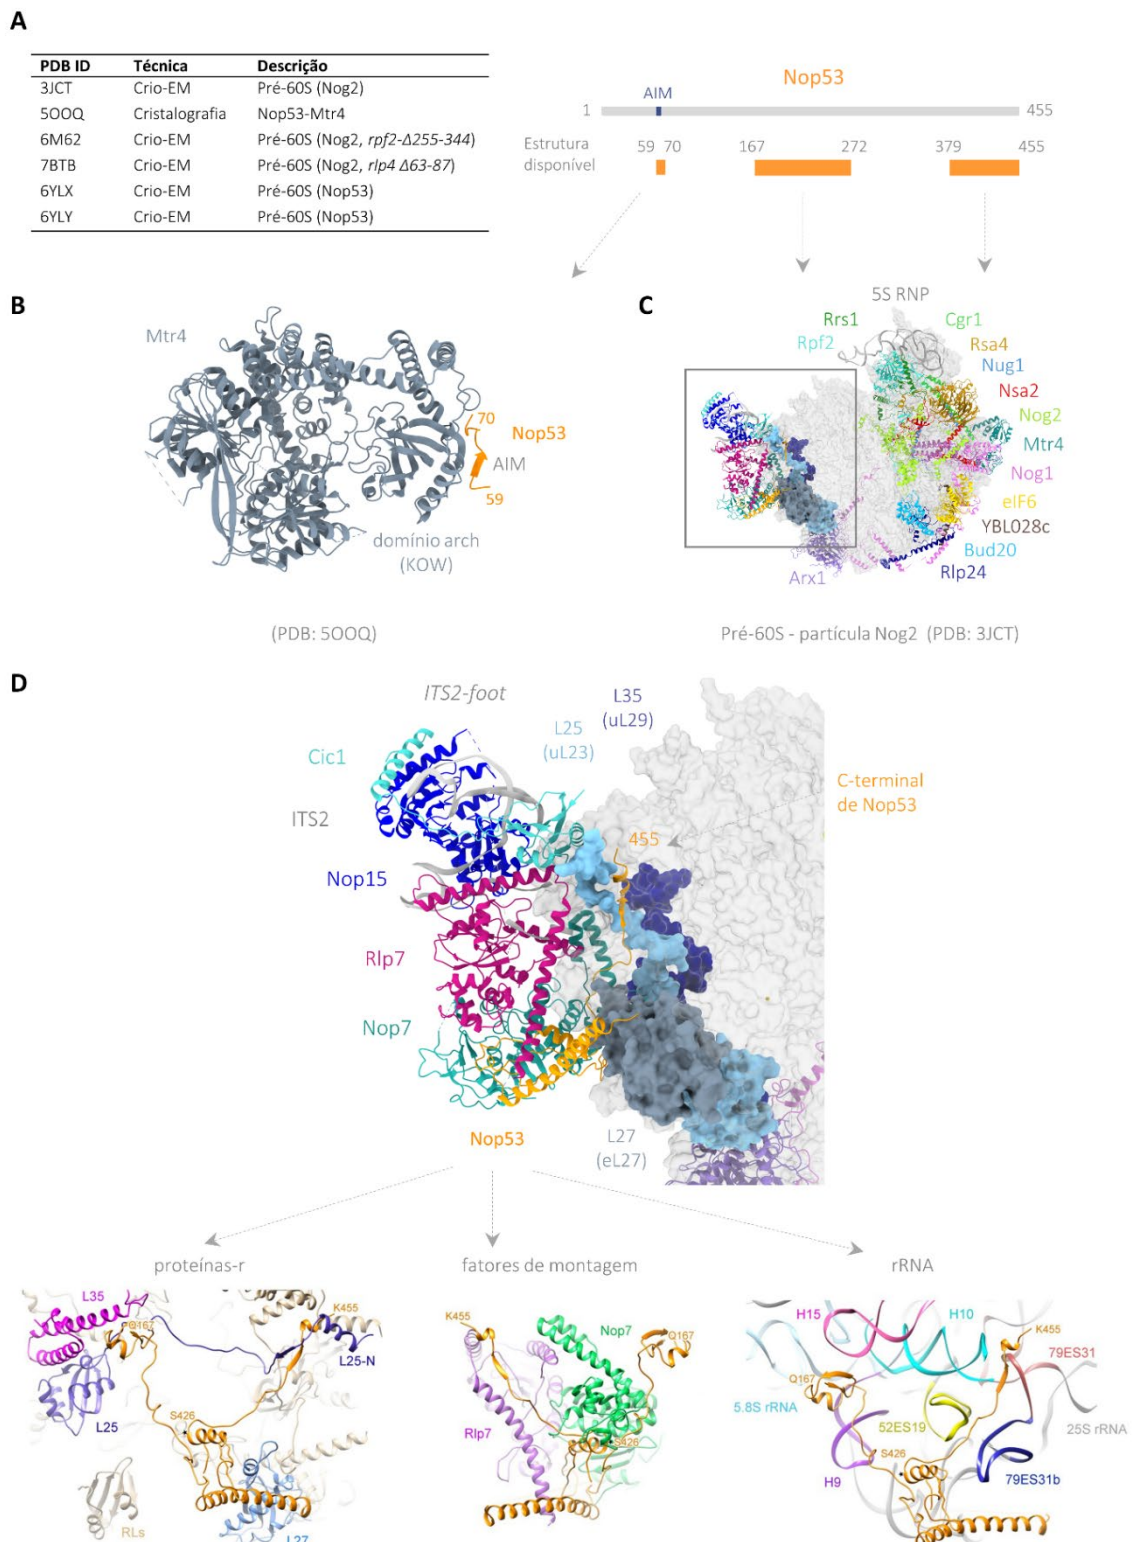 A
PDB ID Técnica Descrição
3JCT Crio-EM Pré-60S (Nog2)
5OOQ Cristalografia Nop53-Mtr4
6M62 Crio-EM Pré-60S (Nog2, rpf2-Δ255-344)
7BTB Crio-EM Pré-60S (Nog2, rlp4 Δ63-87)
6YLX Crio-EM Pré-60S (Nop53)
6YLY Crio-EM Pré-60S (Nop53)
Nop53
AIM
1 455
Estrutura
disponível
59 70 167 272 379 455
B
Mtr4
70
Nop53
AIM
59
domínio arch
(KOW)
(PDB: 5OOQ)
C
5S RNP
Rrs1
Rpf2
Cgr1
Rsa4
Nug1
Nsa2
Nog2
Mtr4
Nog1
eIF6
YBL028c
Bud20
Rlp24
Arx1
Pré-60S - partícula Nog2 (PDB: 3JCT)
D
ITS2-foot
L35
(uL29)
L25
(uL23)
Cic1
C-terminal
de Nop53
ITS2
455
Nop15
Rlp7
Nop7
Nop53
L27
(eL27)
proteínas-r
L35
Q167
K455
L25-N
L25
S426
RLs
L27
fatores de montagem
K455
Nop7
Q167
Rlp7
S426
rRNA
H15
H10
K455
79ES31
Q167
5.8S rRNA
52ES19
25S rRNA
S426
H9
79ES31b